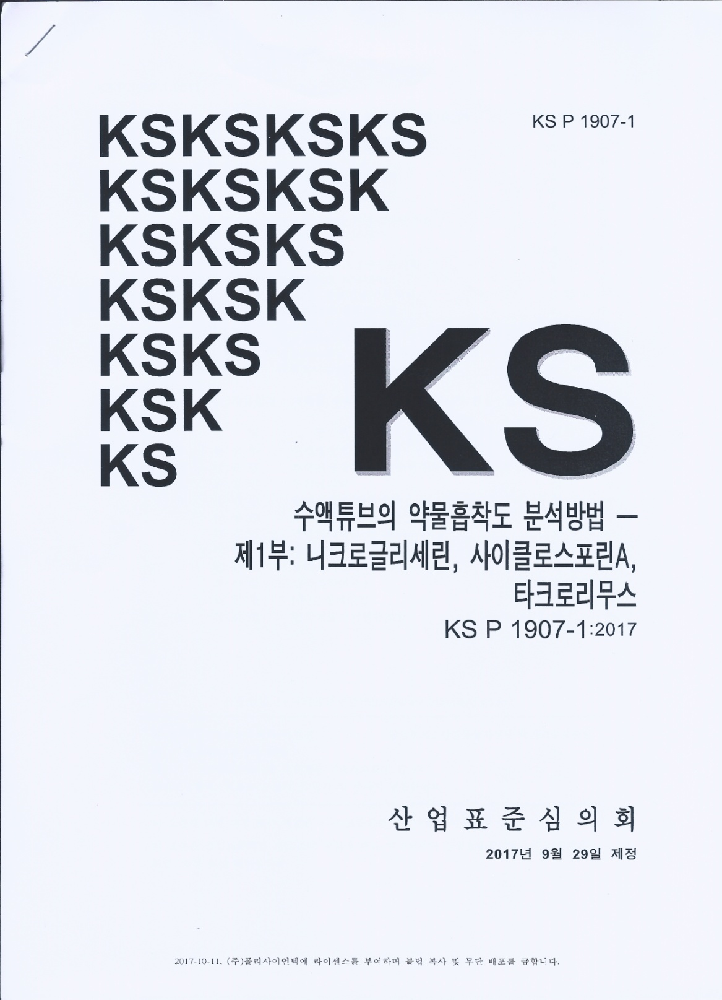 KSKSKSKS
KS P 1907-1
KSKSKSK
KSKSKS
KSKSK
KSKS
KSK
KS
KS
수액튜브의 약물흡착도 분석방법 —
제1부: 니크로글리세린, 사이클로스포린A,
타크로리무스
KS P 1907-1:2017
산 업 표 준 심 의 회
2017년 9월 29일 제정
2017-10-11, (주)폴리사이언텍에 라이센스를 부여하며 불법 복사 및 무단 배포를 금합니다.